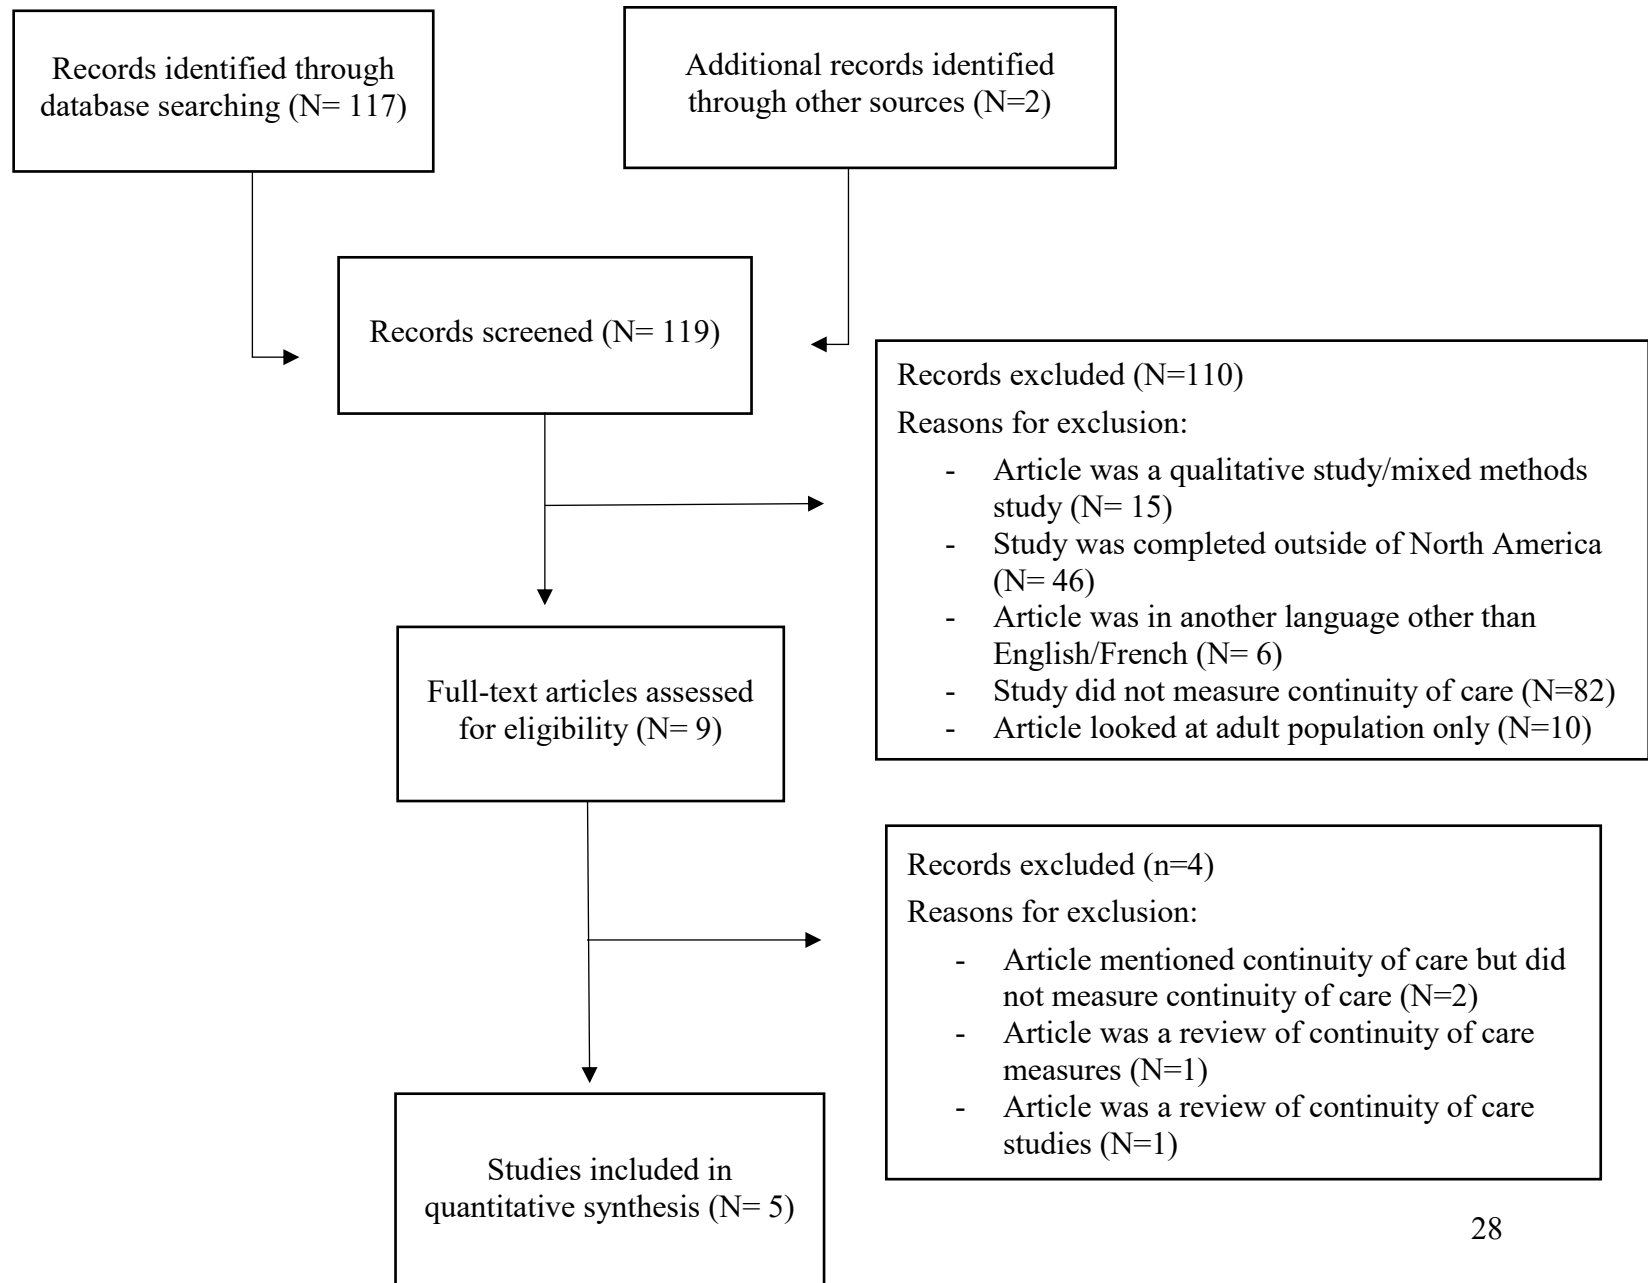 Records identified through
database searching (N= 117)
Additional records identified
through other sources (N=2)
Records screened (N= 119)
Records excluded (N=110)
Reasons for exclusion:
- Article was a qualitative study/mixed methods
study (N= 15)
- Study was completed outside of North America
(N= 46)
- Article was in another language other than
English/French (N= 6)
- Study did not measure continuity of care (N=82)
- Article looked at adult population only (N=10)
Full-text articles assessed
for eligibility (N= 9)
Records excluded (n=4)
Reasons for exclusion:
- Article mentioned continuity of care but did
not measure continuity of care (N=2)
- Article was a review of continuity of care
measures (N=1)
- Article was a review of continuity of care
studies (N=1)
Studies included in
quantitative synthesis (N= 5)
28